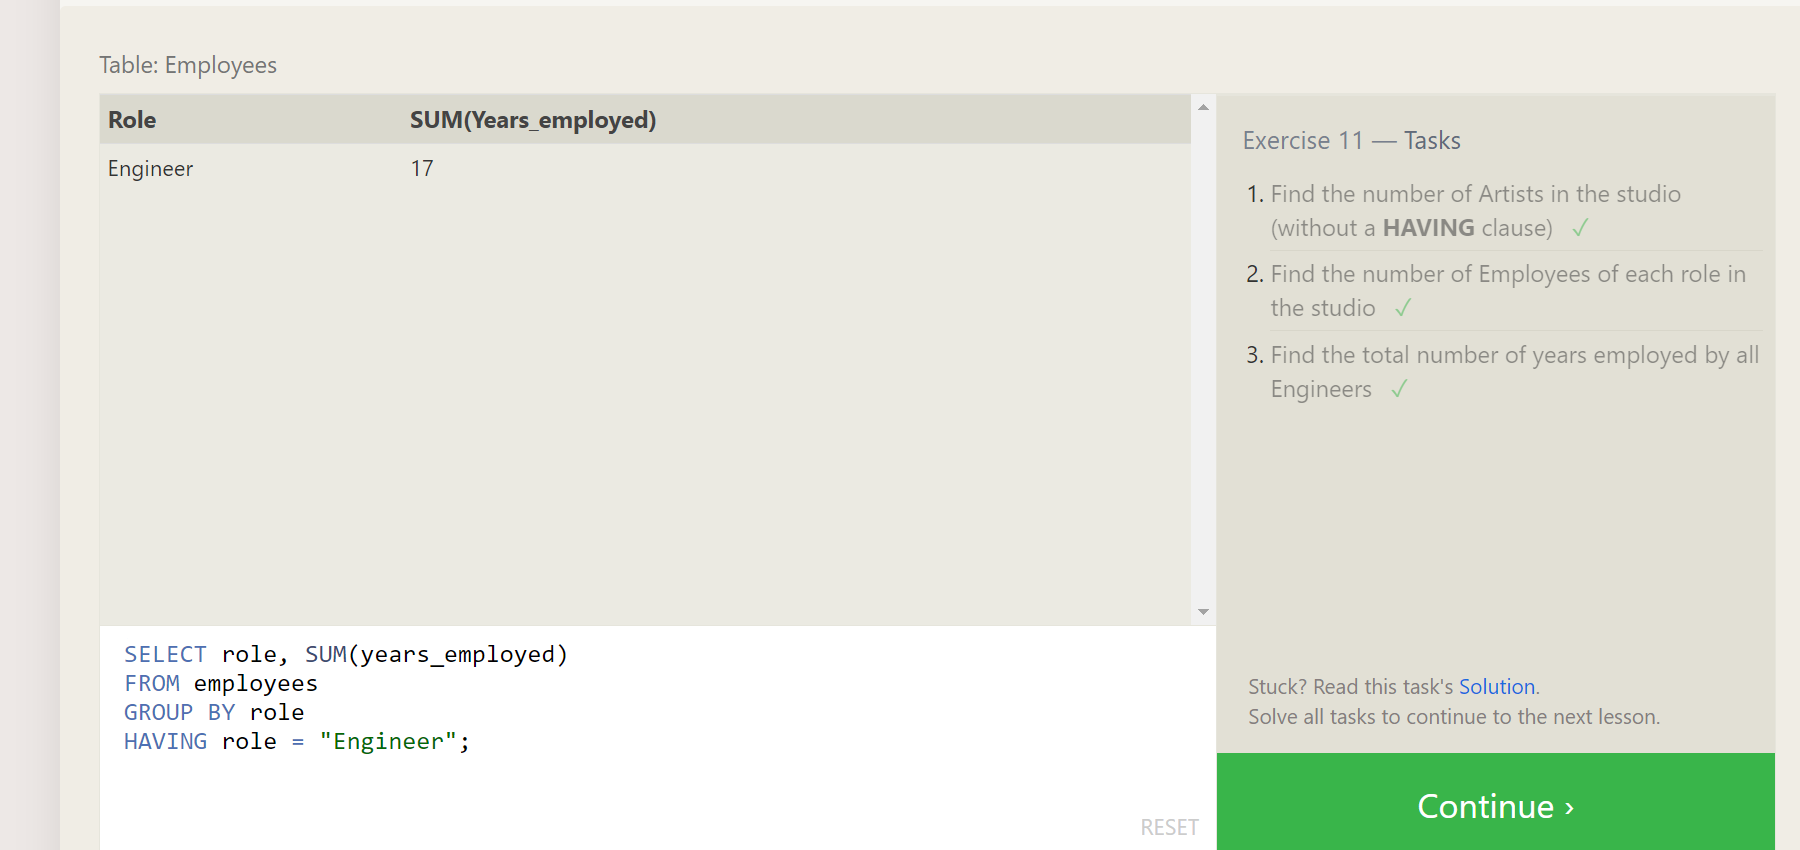 Table: Employees
Role SUM(Years_employed)
Engineer 17
SELECT role, SUM(years_employed)
FROM employees
GROUP BY role
HAVING role = "Engineer";
RESET
Exercise 11 — Tasks
1. Find the number of Artists in the studio
(without a HAVING clause) ✓
2. Find the number of Employees of each role in
the studio ✓
3. Find the total number of years employed by all
Engineers ✓
Stuck? Read this task's Solution.
Solve all tasks to continue to the next lesson.
Continue ›